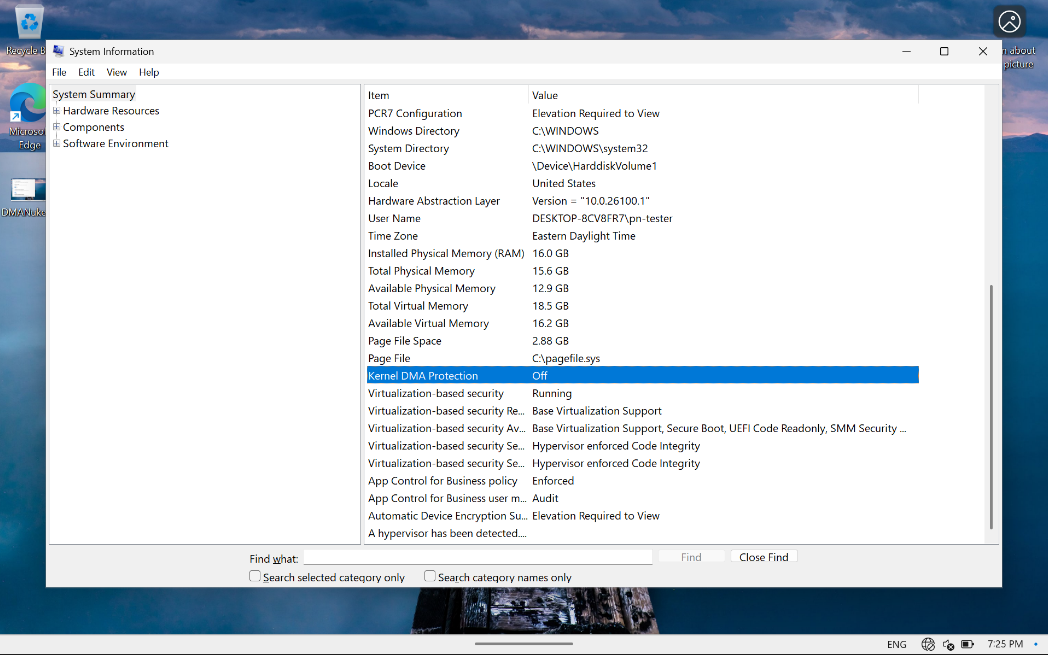 Recycle B
System Information
n about
picture
File Edit View Help
System Summary
Hardware Resources
Components
Software Environment
Microso
Edge
DMANuke
Item Value
PCR7 Configuration Elevation Required to View
Windows Directory C:\WINDOWS
System Directory C:\WINDOWS\system32
Boot Device \Device\HarddiskVolume1
Locale United States
Hardware Abstraction Layer Version = "10.0.26100.1"
User Name DESKTOP-8CV8FR7\pn-tester
Time Zone Eastern Daylight Time
Installed Physical Memory (RAM) 16.0 GB
Total Physical Memory 15.6 GB
Available Physical Memory 12.9 GB
Total Virtual Memory 18.5 GB
Available Virtual Memory 16.2 GB
Page File Space 2.88 GB
Page File C:\pagefile.sys
Kernel DMA Protection Off
Virtualization-based security Running
Virtualization-based security Re... Base Virtualization Support
Virtualization-based security Av... Base Virtualization Support, Secure Boot, UEFI Code Readonly, SMM Security ...
Virtualization-based security Se... Hypervisor enforced Code Integrity
Virtualization-based security Se... Hypervisor enforced Code Integrity
App Control for Business policy Enforced
App Control for Business user m... Audit
Automatic Device Encryption Su... Elevation Required to View
A hypervisor has been detected....
Find what: Find Close Find
Search selected category only Search category names only
ENG 7:25 PM